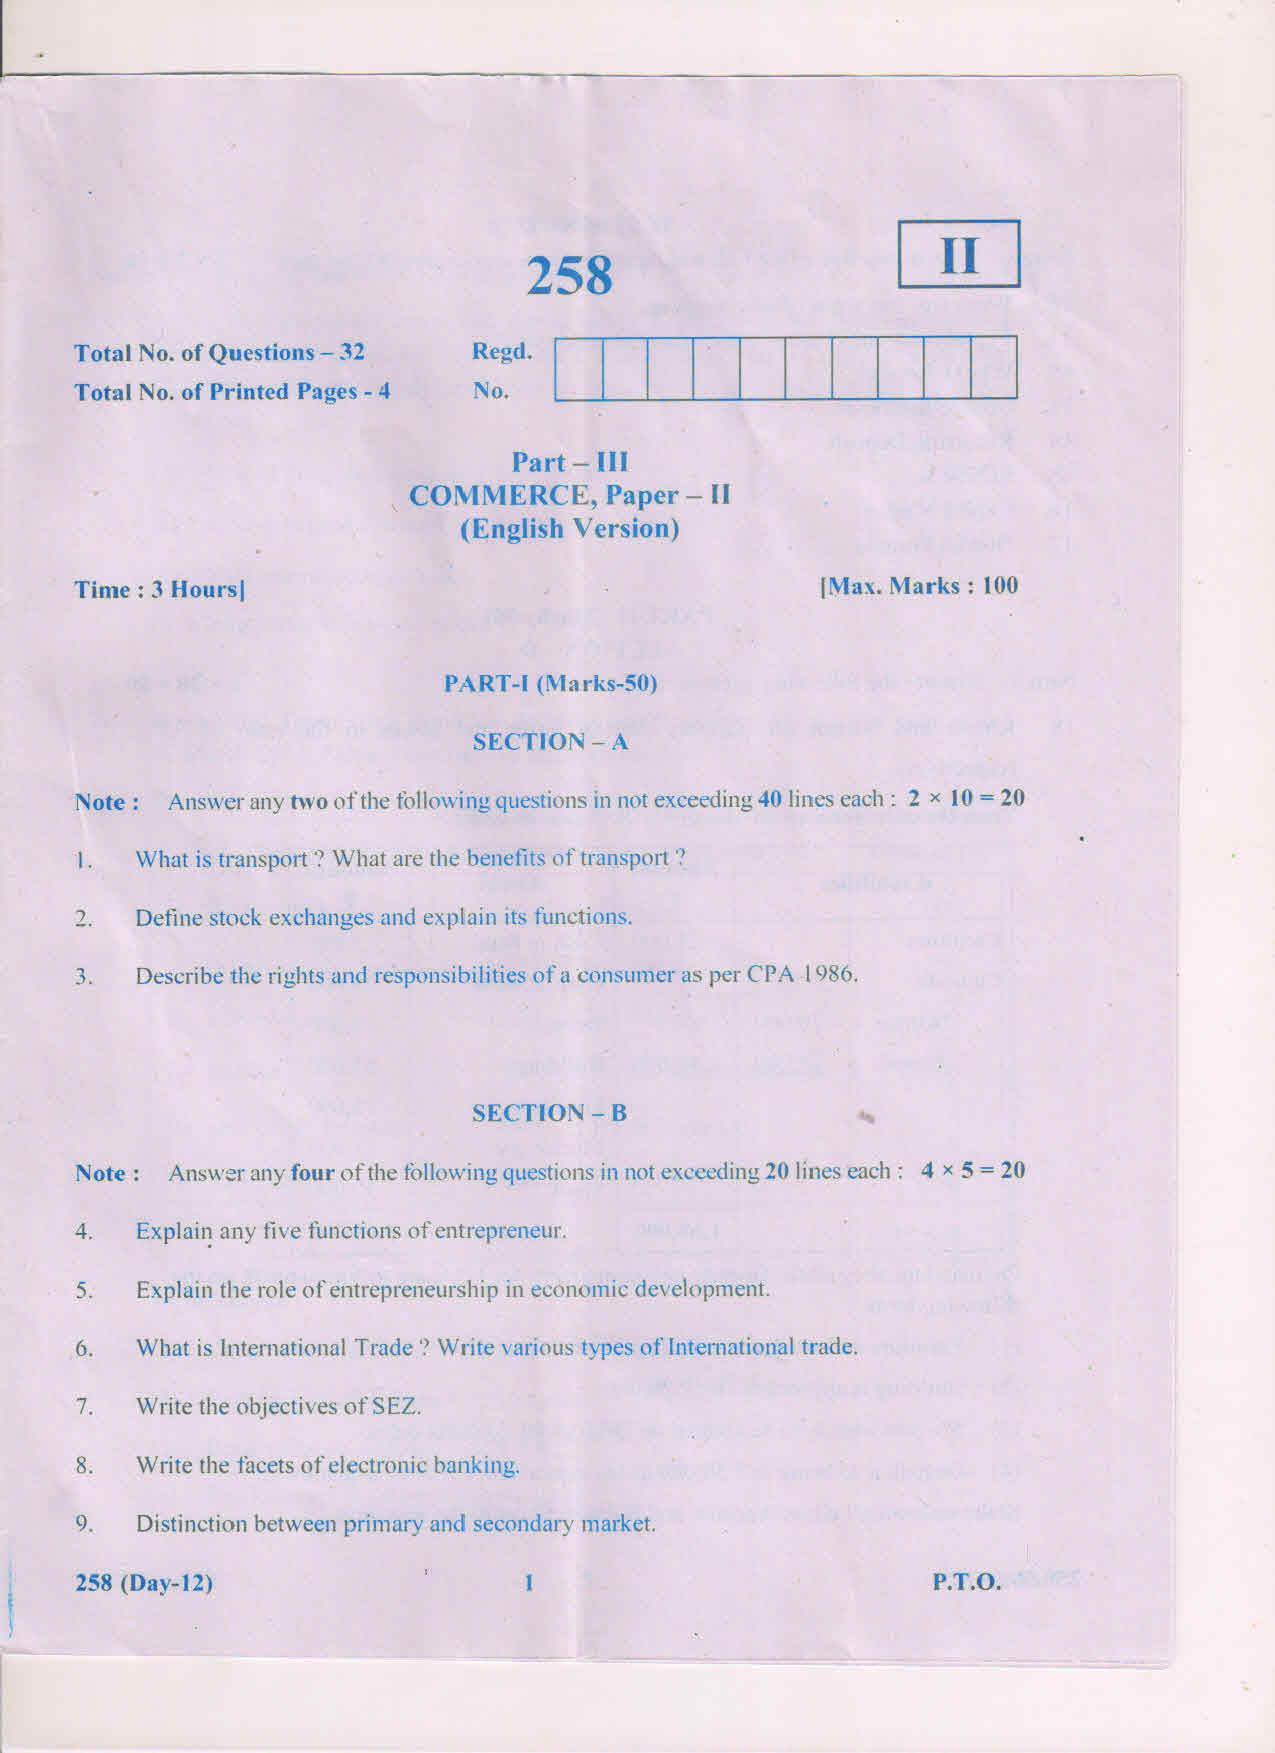 258
II
Total No. of Questions – 32
Regd.
Total No. of Printed Pages - 4
No.
Part – III
COMMERCE, Paper – II
(English Version)
Time : 3 Hours]
[Max. Marks : 100
PART-I (Marks-50)
SECTION – A
Note : Answer any two of the following questions in not exceeding 40 lines each : 2 × 10 = 20
1. What is transport ? What are the benefits of transport ?
2. Define stock exchanges and explain its functions.
3. Describe the rights and responsibilities of a consumer as per CPA 1986.
SECTION – B
Note : Answer any four of the following questions in not exceeding 20 lines each : 4 × 5 = 20
4. Explain any five functions of entrepreneur.
5. Explain the role of entrepreneurship in economic development.
6. What is International Trade ? Write various types of International trade.
7. Write the objectives of SEZ.
8. Write the facets of electronic banking.
9. Distinction between primary and secondary market.
258 (Day-12)
1
P.T.O.